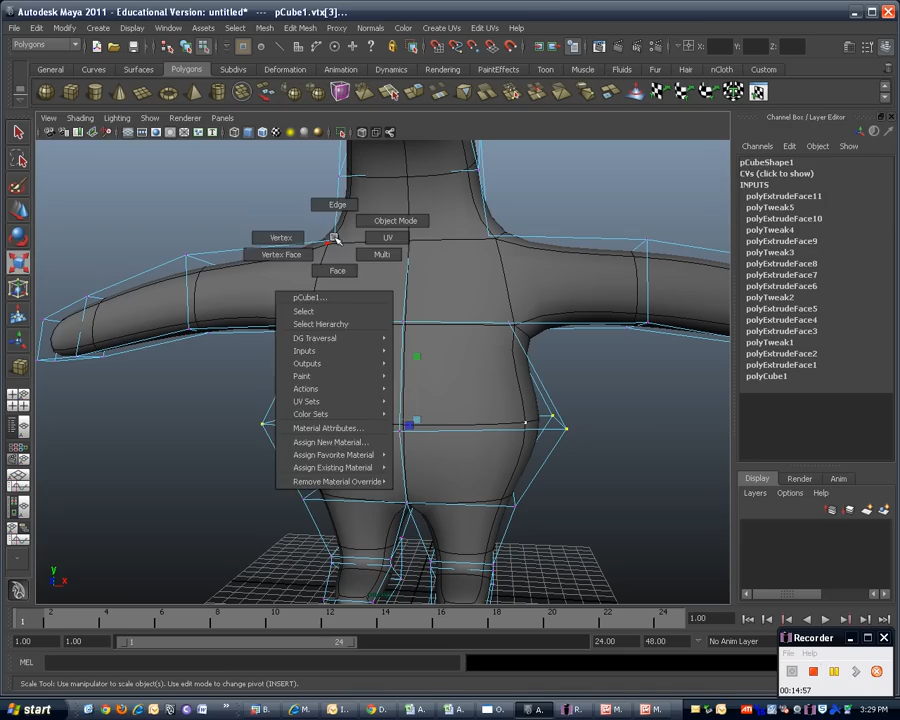 Autodesk Maya 2011 - Educational Version: untitled*   ---   pCube1.vtx[3]...
File Edit Modify Create Display Window Assets Select Mesh Edit Mesh Proxy Normals Color Create UVs Edit UVs Help
Polygons
X: Y: Z:
General Curves Surfaces Polygons Subdivs Deformation Animation Dynamics Rendering PaintEffects Toon Muscle Fluids Fur Hair nCloth Custom
View Shading Lighting Show Renderer Panels
Channel Box / Layer Editor
Channels Edit Object Show
pCubeShape1
CVs (click to show)
INPUTS
polyExtrudeFace11
polyTweak5
polyExtrudeFace10
polyTweak4
polyExtrudeFace9
polyTweak3
polyExtrudeFace8
polyExtrudeFace7
polyExtrudeFace6
polyTweak2
polyExtrudeFace5
polyExtrudeFace4
polyExtrudeFace3
polyTweak1
polyExtrudeFace2
polyExtrudeFace1
polyCube1
Edge
Object Mode
Vertex
UV
Vertex Face
Multi
Face
pCube1...
Select
Select Hierarchy
DG Traversal
Inputs
Outputs
Paint
Actions
UV Sets
Color Sets
Material Attributes...
Assign New Material...
Assign Favorite Material
Assign Existing Material
Remove Material Override
y
x
Display Render Anim
Layers Options Help
1 2 4 6 8 10 12 14 16 18 20 22 24 1.00
1.00 1.00 1 24 24.00 48.00 No Anim Layer
MEL
Scale Tool: Use manipulator to scale object(s). Use edit mode to change pivot (INSERT).
Recorder
File Help
00:14:57
start B. M. I... D. A. A. O... A. R. M. M. 3:29 PM